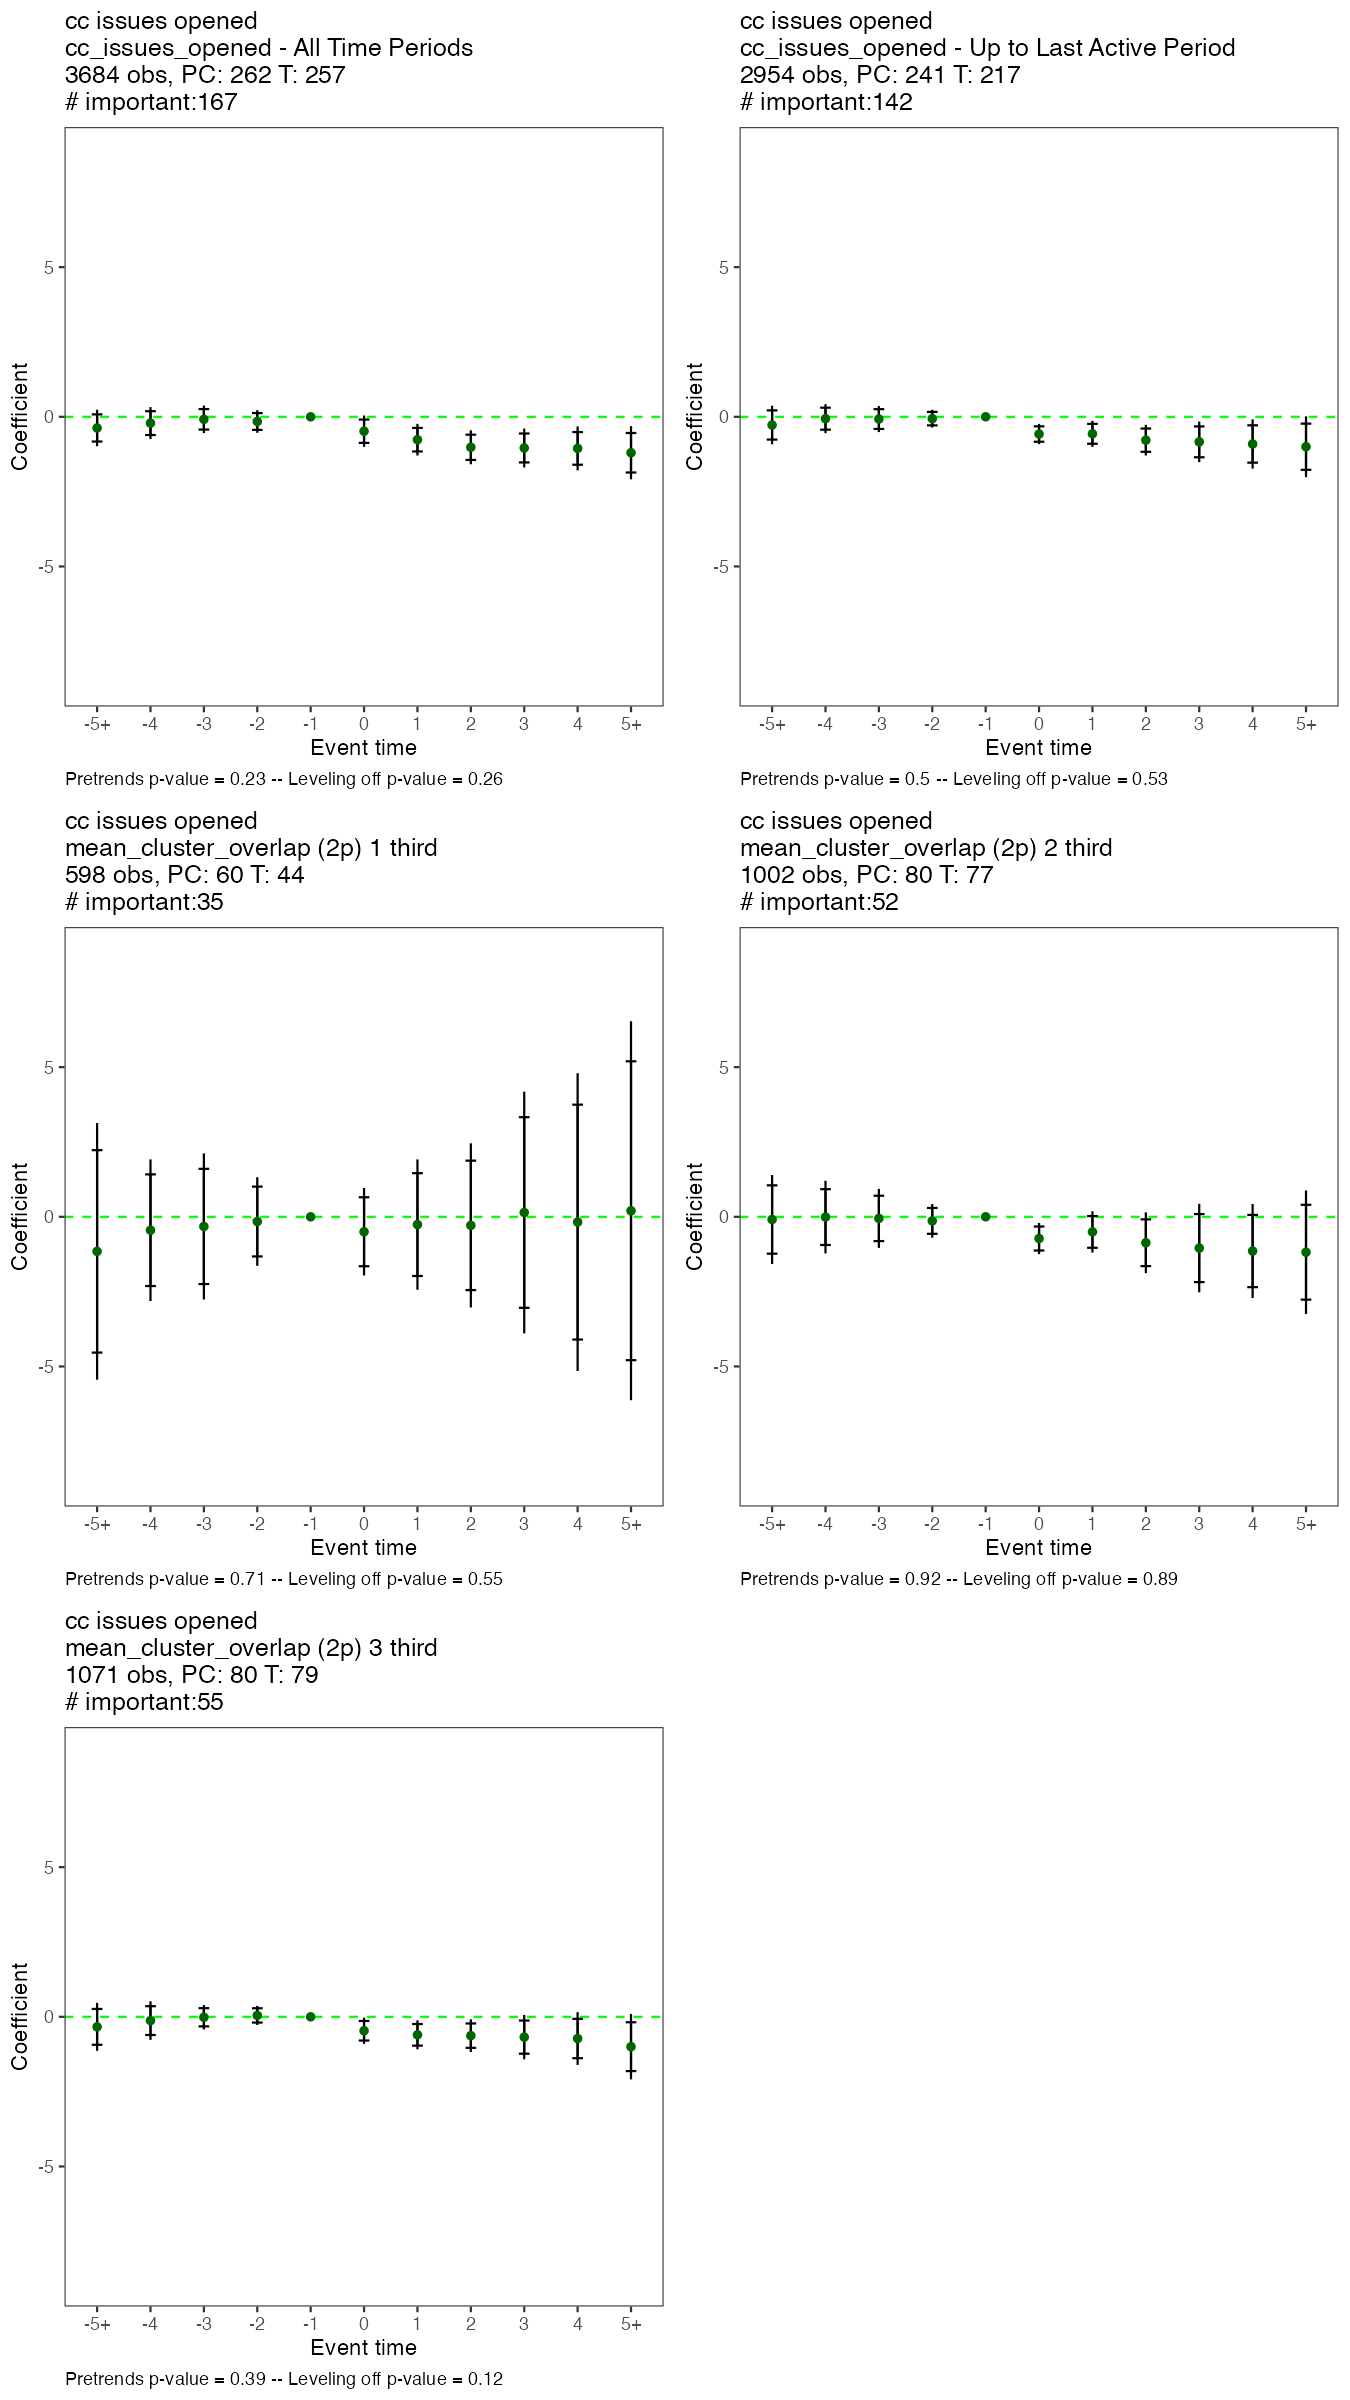 cc issues opened
cc_issues_opened - All Time Periods
3684 obs, PC: 262 T: 257
# important:167
5
0
-5
Coefficient
-5+ -4 -3 -2 -1 0 1 2 3 4 5+
Event time
Pretrends p-value = 0.23 -- Leveling off p-value = 0.26
cc issues opened
cc_issues_opened - Up to Last Active Period
2954 obs, PC: 241 T: 217
# important:142
5
0
-5
Coefficient
-5+ -4 -3 -2 -1 0 1 2 3 4 5+
Event time
Pretrends p-value = 0.5 -- Leveling off p-value = 0.53
cc issues opened
mean_cluster_overlap (2p) 1 third
598 obs, PC: 60 T: 44
# important:35
5
0
-5
Coefficient
-5+ -4 -3 -2 -1 0 1 2 3 4 5+
Event time
Pretrends p-value = 0.71 -- Leveling off p-value = 0.55
cc issues opened
mean_cluster_overlap (2p) 2 third
1002 obs, PC: 80 T: 77
# important:52
5
0
-5
Coefficient
-5+ -4 -3 -2 -1 0 1 2 3 4 5+
Event time
Pretrends p-value = 0.92 -- Leveling off p-value = 0.89
cc issues opened
mean_cluster_overlap (2p) 3 third
1071 obs, PC: 80 T: 79
# important:55
5
0
-5
Coefficient
-5+ -4 -3 -2 -1 0 1 2 3 4 5+
Event time
Pretrends p-value = 0.39 -- Leveling off p-value = 0.12